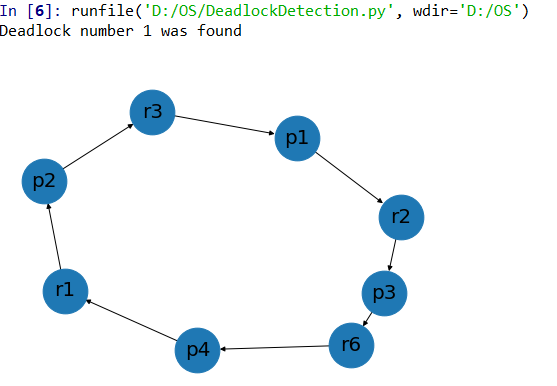 In [6]: runfile('D:/OS/DeadlockDetection.py', wdir='D:/OS')
Deadlock number 1 was found
r3
p1
p2
r2
r1
p3
p4
r6